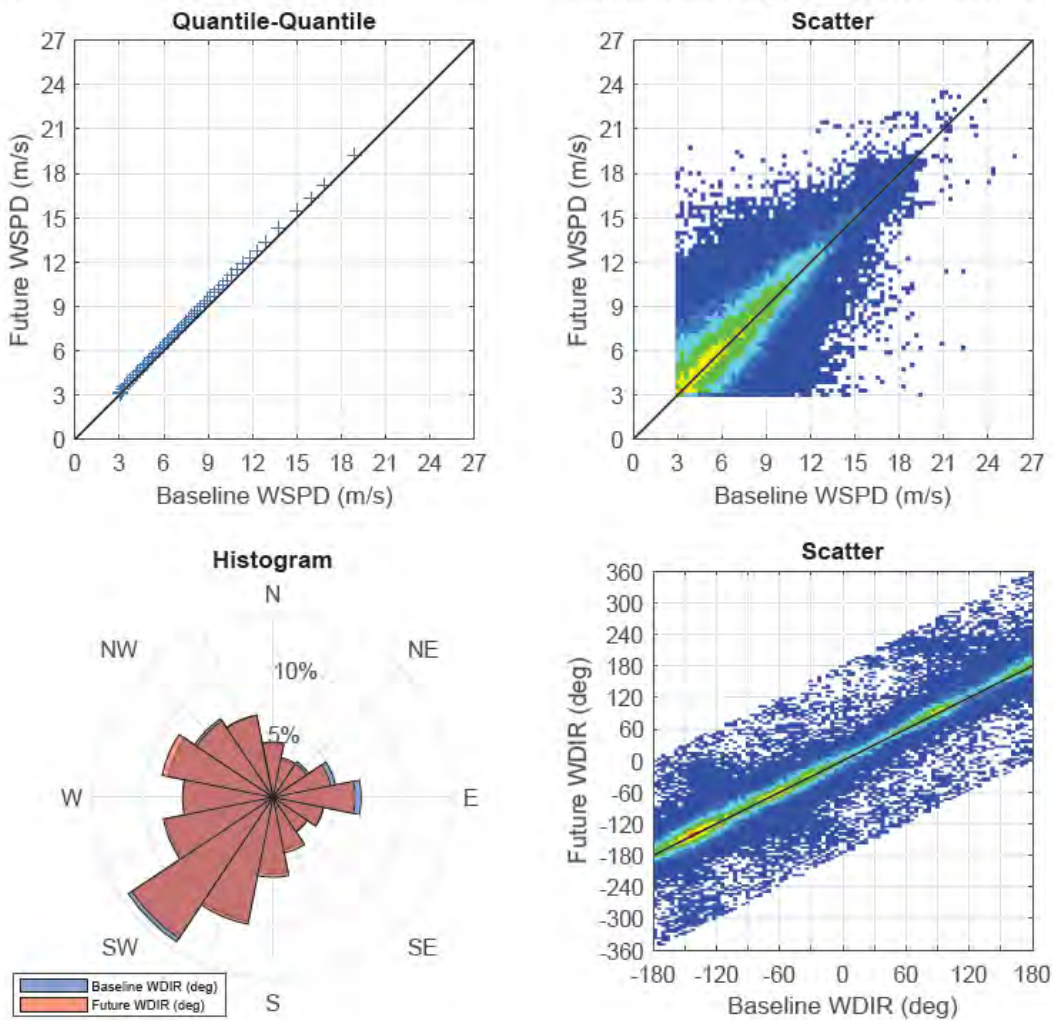 Quantile-Quantile
27
24
21
18
15
12
9
6
3
0
Future WSPD (m/s)
0 3 6 9 12 15 18 21 24 27
Baseline WSPD (m/s)
Scatter
27
24
21
18
15
12
9
6
3
0
Future WSPD (m/s)
0 3 6 9 12 15 18 21 24 27
Baseline WSPD (m/s)
Histogram
N
NW
NE
10%
5%
W
E
SW
SE
S
Baseline WDIR (deg)
Future WDIR (deg)
Scatter
360
300
240
180
120
60
0
-60
-120
-180
-240
-300
-360
Future WDIR (deg)
-180 -120 -60 0 60 120 180
Baseline WDIR (deg)